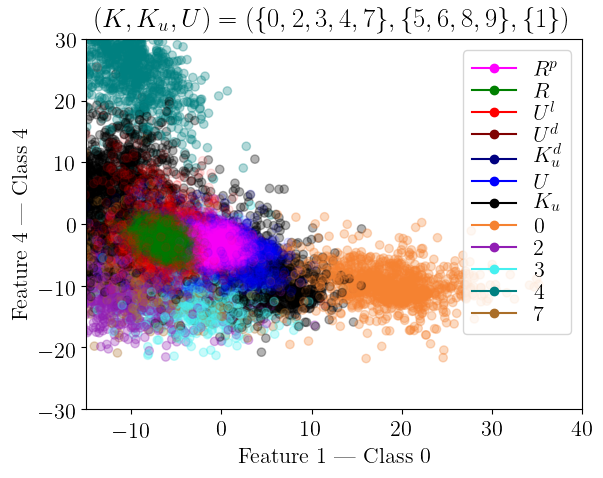 (K, K_u, U) = ({0, 2, 3, 4, 7}, {5, 6, 8, 9}, {1})
30
20
10
0
−10
−20
−30
Feature 4 — Class 4
R^p
R
U^l
U^d
K_u^d
U
K_u
0
2
3
4
7
−10
0
10
20
30
40
Feature 1 — Class 0